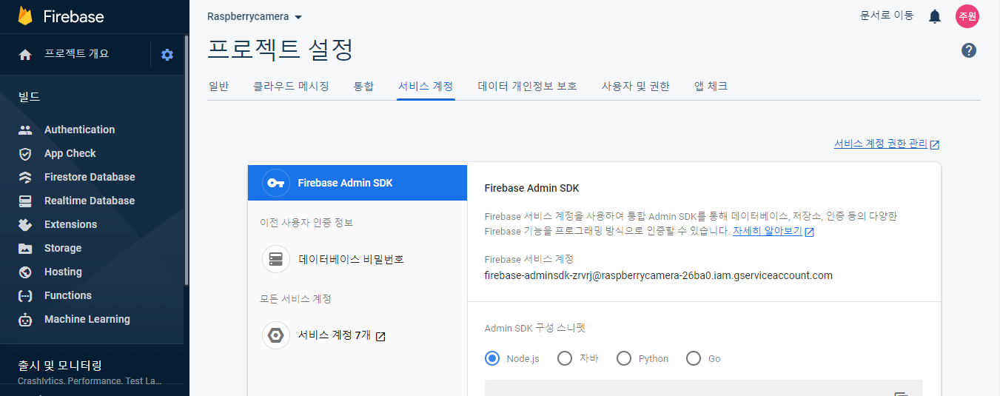 Firebase
프로젝트 개요
빌드
Authentication
App Check
Firestore Database
Realtime Database
Extensions
Storage
Hosting
Functions
Machine Learning
출시 및 모니터링
Crashlytics, Performance, Test La...
Raspberrycamera
문서로 이동
주원
프로젝트 설정
일반
클라우드 메시징
통합
서비스 계정
데이터 개인정보 보호
사용자 및 권한
앱 체크
서비스 계정 권한 관리
Firebase Admin SDK
이전 사용자 인증 정보
데이터베이스 비밀번호
모든 서비스 계정
서비스 계정 7개
Firebase Admin SDK
Firebase 서비스 계정을 사용하여 통합 Admin SDK를 통해 데이터베이스, 저장소, 인증 등의 다양한
Firebase 기능을 프로그래밍 방식으로 인증할 수 있습니다. 자세히 알아보기
Firebase 서비스 계정
firebase-adminsdk-zrvrj@raspberrycamera-26ba0.iam.gserviceaccount.com
Admin SDK 구성 스니펫
Node.js
자바
Python
Go